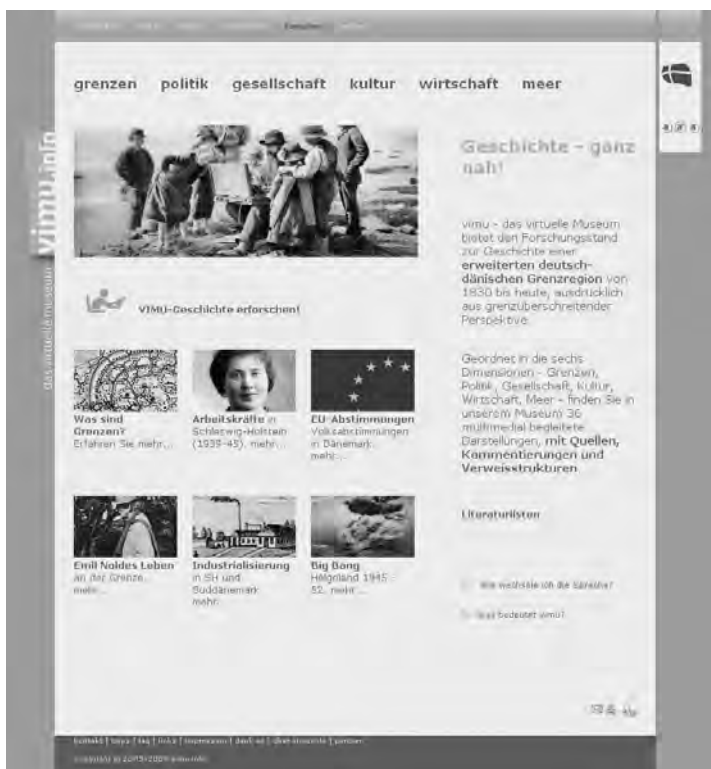 grenzen politik gesellschaft kultur wirtschaft meer
vimu.info
das virtuelle museum
Geschichte – ganz
nah!
vimu – das virtuelle Museum
bietet den Forschungsstand
zur Geschichte einer
erweiterten deutsch-
dänischen Grenzregion von
1830 bis heute, ausdrücklich
aus grenzüberschreitender
Perspektive.
VIMU-Geschichte erforschen!
Geordnet in die sechs
Dimensionen – Grenzen,
Politik, Gesellschaft, Kultur,
Wirtschaft, Meer – finden Sie in
unserem Museum 36
multimedial begleitete
Darstellungen, mit Quellen,
Kommentierungen und
Verweisstrukturen
Was sind
Grenzen?
Erfahren Sie mehr...
Arbeitskräfte in
Schleswig-Holstein
(1939-45). mehr...
EU-Abstimmungen
Volksabstimmungen
in Dänemark.
mehr...
Literaturlisten
Emil Noldes Leben
an der Grenze.
mehr...
Industrialisierung
in SH und
Süddänemark
mehr.
Big Bang
Helgoland 1945 -
52. mehr...
Wie wechsele ich die Sprache?
Was bedeutet vimu?